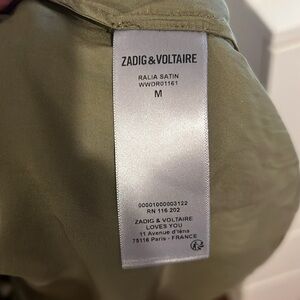 ZADIG & VOLTAIRE
RALIA SATIN
WWDR01161
M
00001000003122
RN 116 202
ZADIG & VOLTAIRE
LOVES YOU
11 Avenue d'Iéna
75116 Paris - FRANCE